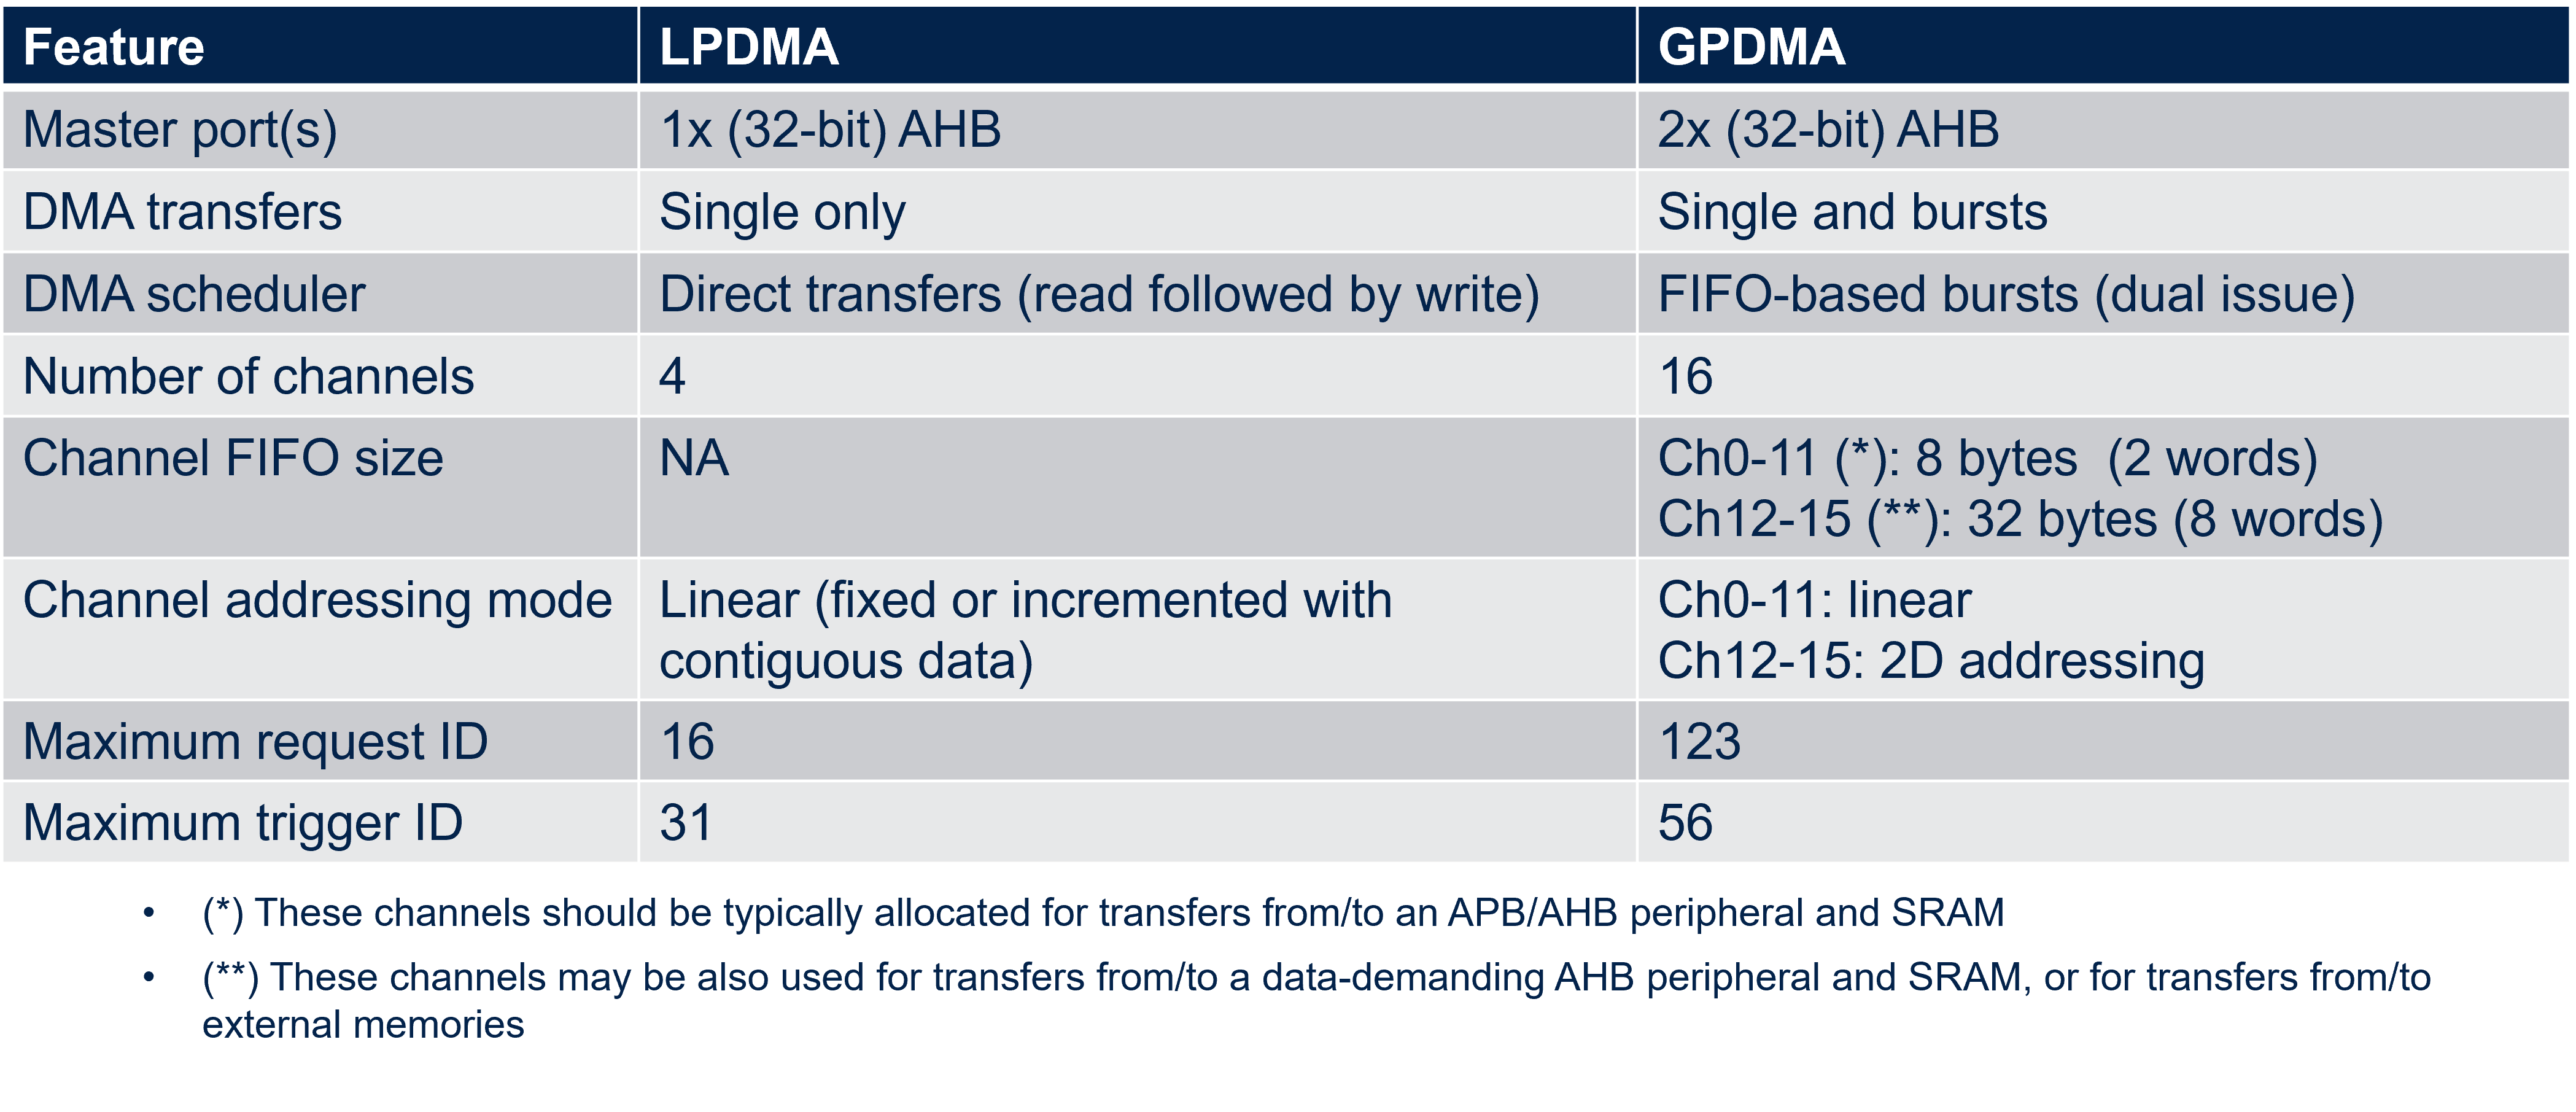 Feature LPDMA GPDMA
Master port(s) 1x (32-bit) AHB 2x (32-bit) AHB
DMA transfers Single only Single and bursts
DMA scheduler Direct transfers (read followed by write) FIFO-based bursts (dual issue)
Number of channels 4 16
Channel FIFO size NA Ch0-11 (*): 8 bytes (2 words)
Ch12-15 (**): 32 bytes (8 words)
Channel addressing mode Linear (fixed or incremented with Ch0-11: linear
contiguous data) Ch12-15: 2D addressing
Maximum request ID 16 123
Maximum trigger ID 31 56
• (*) These channels should be typically allocated for transfers from/to an APB/AHB peripheral and SRAM
• (**) These channels may be also used for transfers from/to a data-demanding AHB peripheral and SRAM, or for transfers from/to
external memories